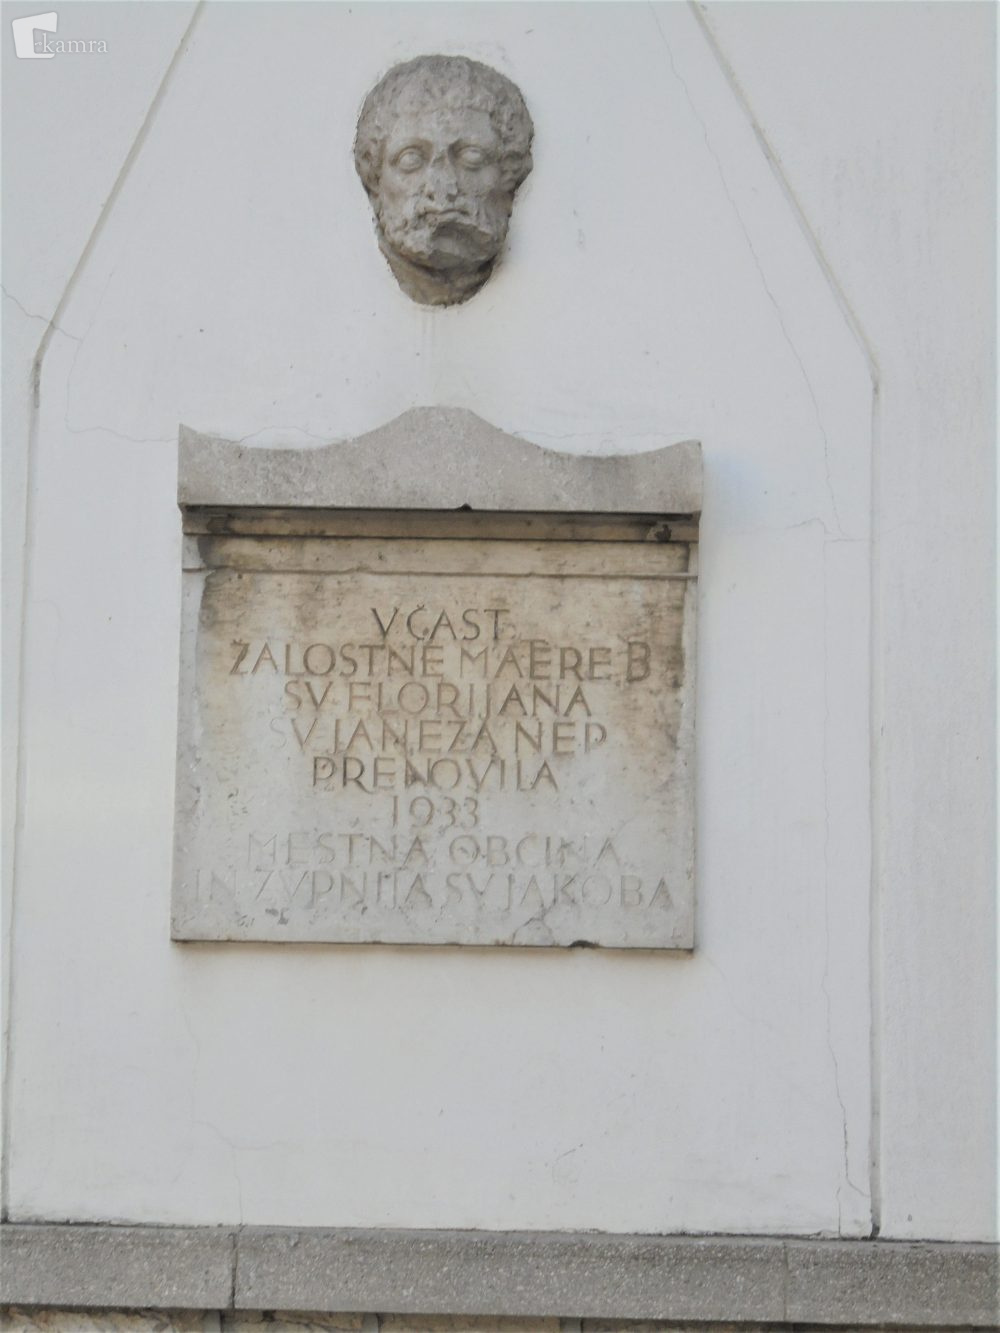 kamra
V ČAST
ŽALOSTNE MATERE B
SV FLORIJANA
SV JANEZA NEP
PRENOVILA
1933
MESTNA OBČINA
IN ŽVPNIJA SV JAKOBA